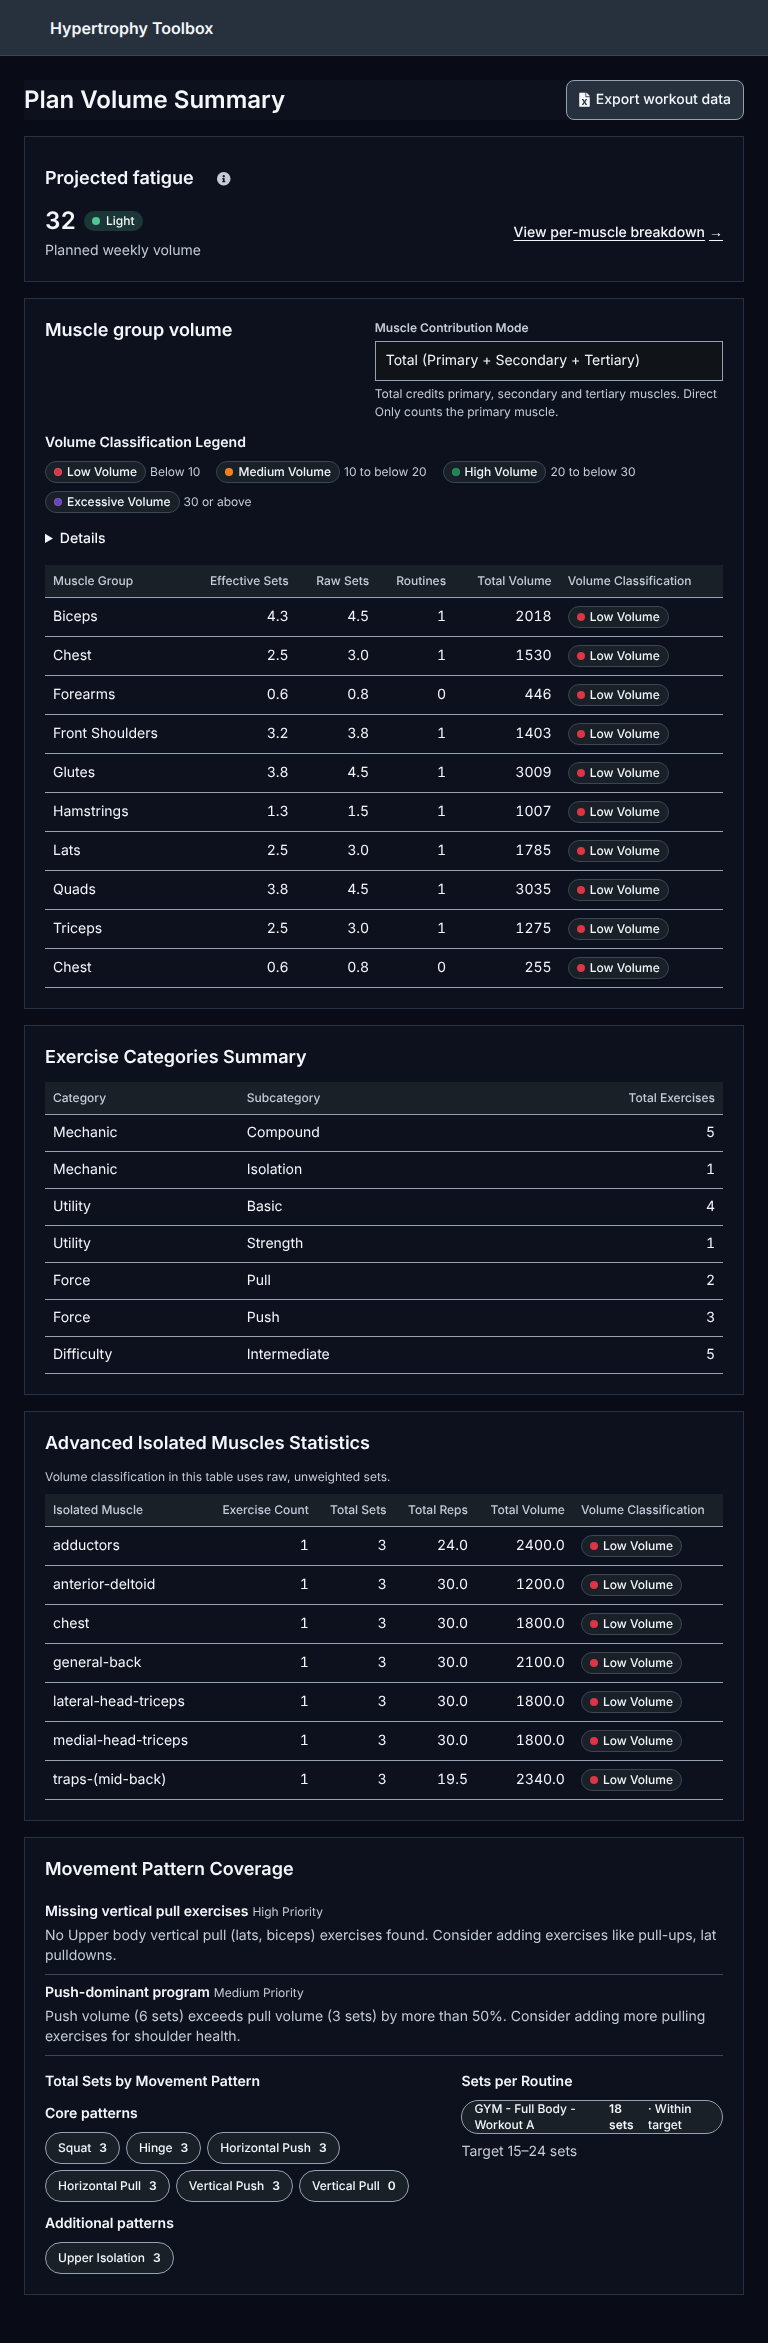 Hypertrophy Toolbox
Plan Volume Summary
Export workout data
Projected fatigue
32 Light
Planned weekly volume
View per-muscle breakdown →
Muscle group volume
Muscle Contribution Mode
Total (Primary + Secondary + Tertiary)
Total credits primary, secondary and tertiary muscles. Direct
Only counts the primary muscle.
Volume Classification Legend
Low Volume Below 10 Medium Volume 10 to below 20 High Volume 20 to below 30
Excessive Volume 30 or above
Details
Muscle Group Effective Sets Raw Sets Routines Total Volume Volume Classification
Biceps 4.3 4.5 1 2018 Low Volume
Chest 2.5 3.0 1 1530 Low Volume
Forearms 0.6 0.8 0 446 Low Volume
Front Shoulders 3.2 3.8 1 1403 Low Volume
Glutes 3.8 4.5 1 3009 Low Volume
Hamstrings 1.3 1.5 1 1007 Low Volume
Lats 2.5 3.0 1 1785 Low Volume
Quads 3.8 4.5 1 3035 Low Volume
Triceps 2.5 3.0 1 1275 Low Volume
Chest 0.6 0.8 0 255 Low Volume
Exercise Categories Summary
Category Subcategory Total Exercises
Mechanic Compound 5
Mechanic Isolation 1
Utility Basic 4
Utility Strength 1
Force Pull 2
Force Push 3
Difficulty Intermediate 5
Advanced Isolated Muscles Statistics
Volume classification in this table uses raw, unweighted sets.
Isolated Muscle Exercise Count Total Sets Total Reps Total Volume Volume Classification
adductors 1 3 24.0 2400.0 Low Volume
anterior-deltoid 1 3 30.0 1200.0 Low Volume
chest 1 3 30.0 1800.0 Low Volume
general-back 1 3 30.0 2100.0 Low Volume
lateral-head-triceps 1 3 30.0 1800.0 Low Volume
medial-head-triceps 1 3 30.0 1800.0 Low Volume
traps-(mid-back) 1 3 19.5 2340.0 Low Volume
Movement Pattern Coverage
Missing vertical pull exercises High Priority
No Upper body vertical pull (lats, biceps) exercises found. Consider adding exercises like pull-ups, lat
pulldowns.
Push-dominant program Medium Priority
Push volume (6 sets) exceeds pull volume (3 sets) by more than 50%. Consider adding more pulling
exercises for shoulder health.
Total Sets by Movement Pattern
Core patterns
Squat 3 Hinge 3 Horizontal Push 3
Horizontal Pull 3 Vertical Push 3 Vertical Pull 0
Additional patterns
Upper Isolation 3
Sets per Routine
GYM - Full Body - 18 · Within
Workout A sets target
Target 15–24 sets